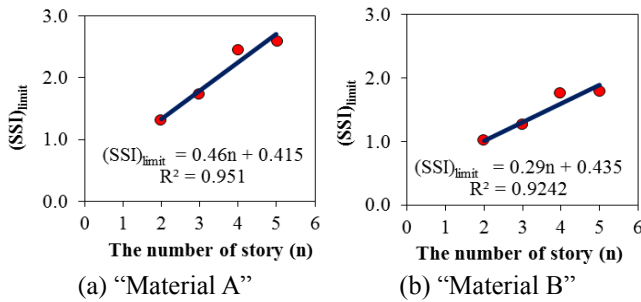 3.0
2.0
1.0
0.0
(SSI)limit
(SSI)limit = 0.46n + 0.415
R² = 0.951
0 1 2 3 4 5 6
The number of story (n)
(a) “Material A”
3.0
2.0
1.0
0.0
(SSI)limit
(SSI)limit = 0.29n + 0.435
R² = 0.9242
0 1 2 3 4 5 6
The number of story (n)
(b) “Material B”